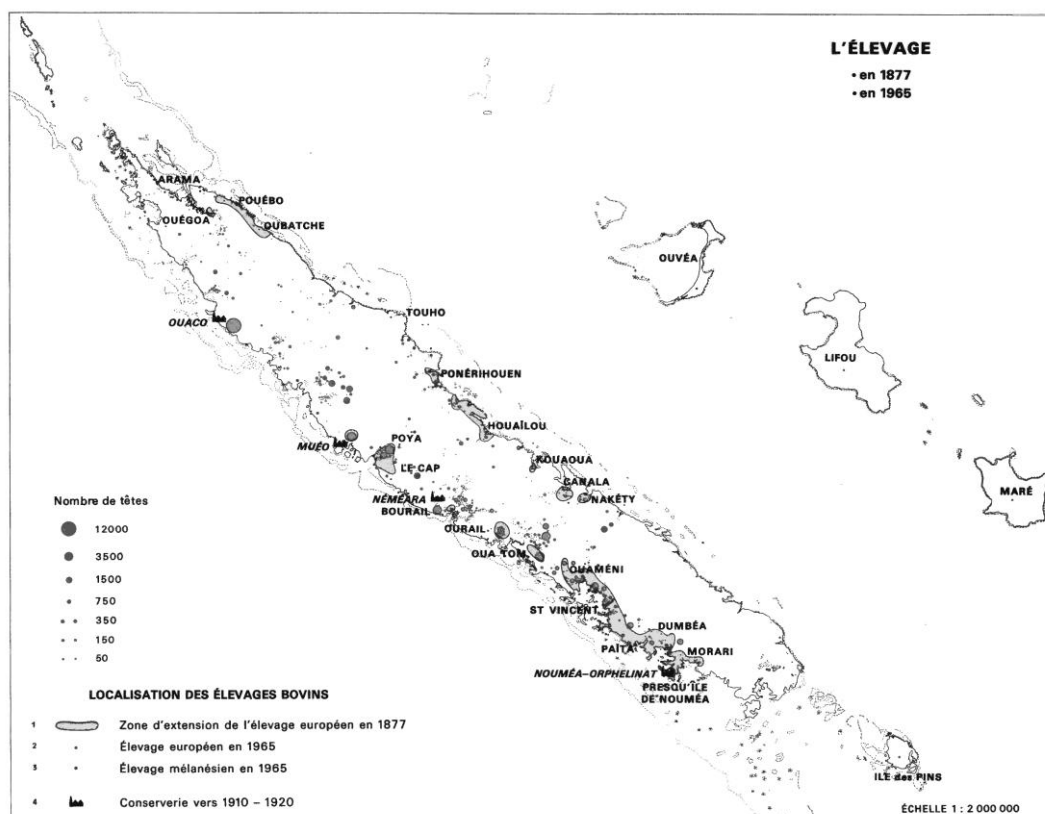 L'ÉLEVAGE
• en 1877
• en 1965
ARAMA
POUÉBO
OUÉGOA
OUBATCHE
OUVÉA
OUACO
TOUHO
LIFOU
PONÉRIHOUEN
HOUAÏLOU
MUÉO
POYA
KOUAOUA
LE CAP
CANALA
MARÉ
NÉMÉARA
NAKÉTY
BOURAIL
OURAIL
OUA TOM
OUAMÉNI
ST VINCENT
DUMBÉA
PAÏTA
MORARI
NOUMÉA–ORPHELINAT
PRESQU'ÎLE
DE NOUMÉA
ILE des PINS
Nombre de têtes
12000
3500
1500
750
350
150
50
LOCALISATION DES ÉLEVAGES BOVINS
1 Zone d'extension de l'élevage européen en 1877
2 Élevage européen en 1965
3 Élevage mélanésien en 1965
4 Conserverie vers 1910 – 1920
ÉCHELLE 1 : 2 000 000